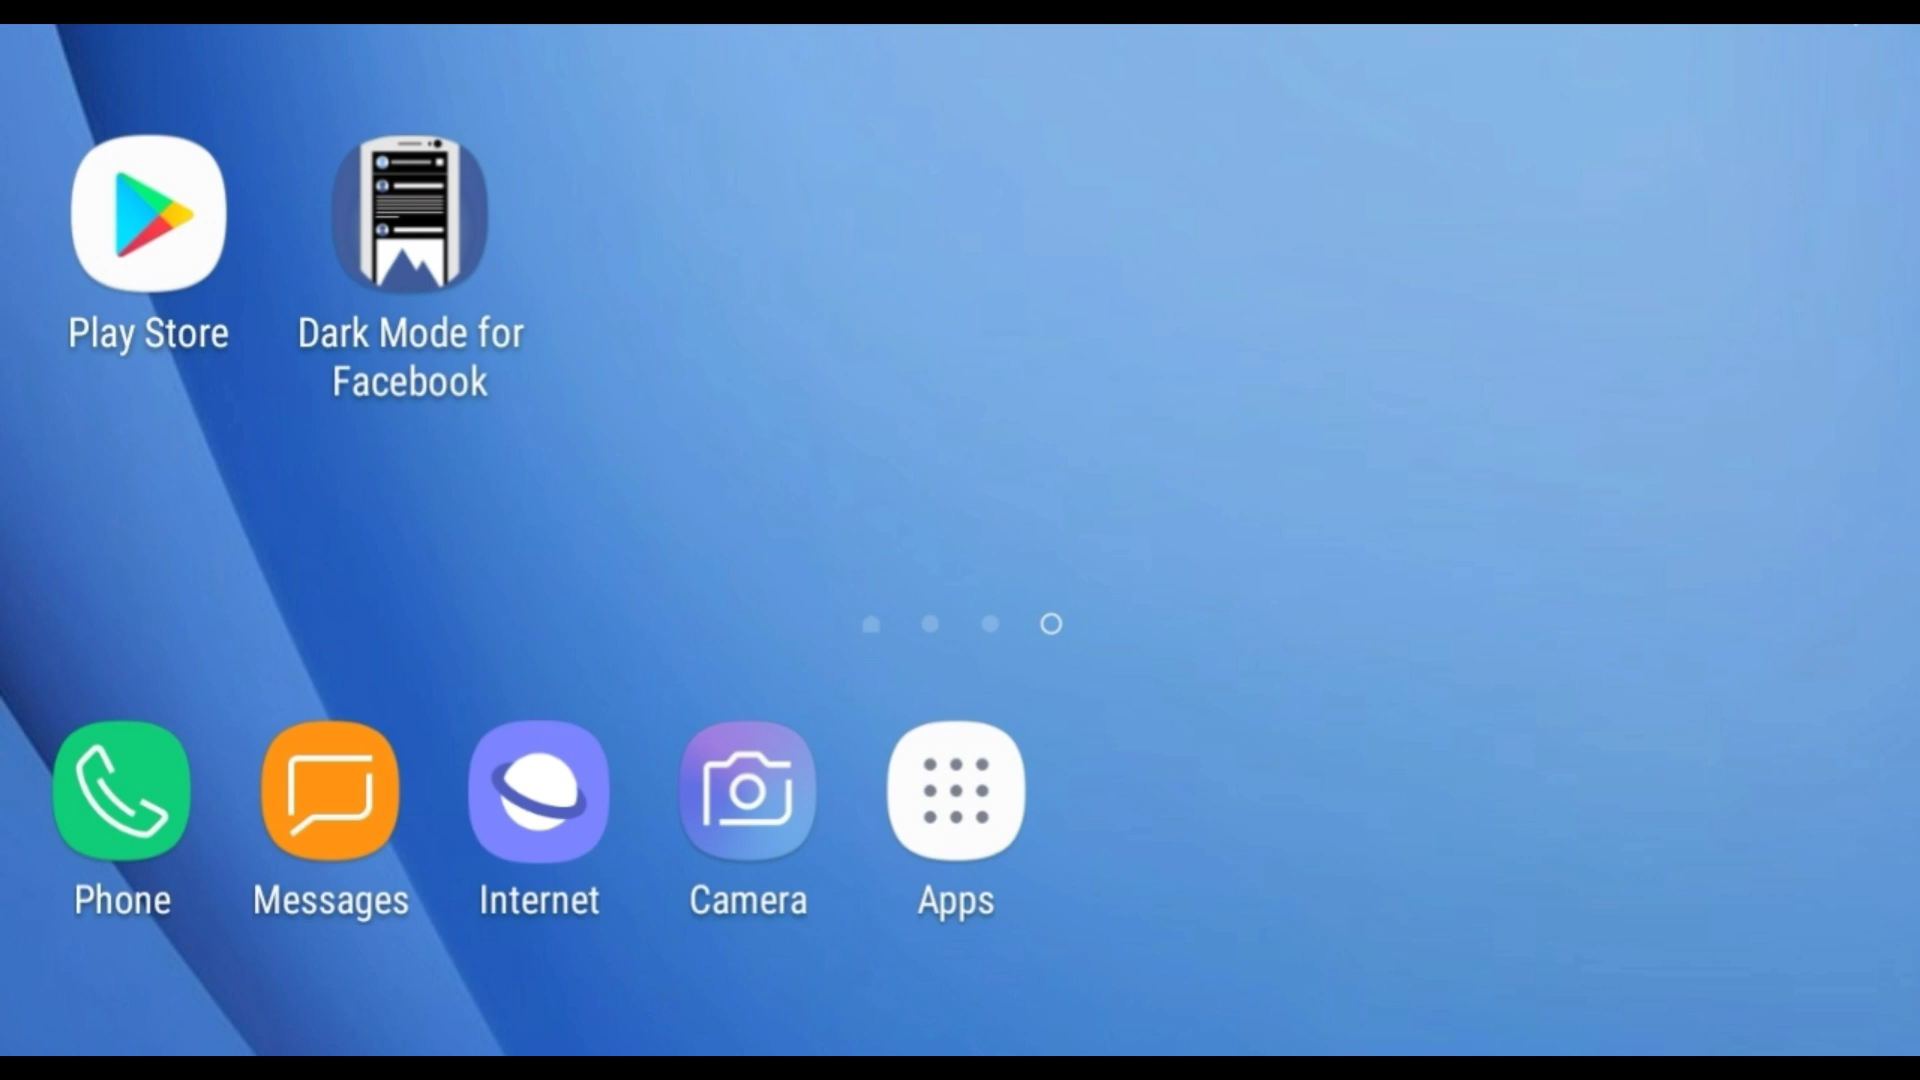 Play Store
Dark Mode for
Facebook
Phone
Messages
Internet
Camera
Apps